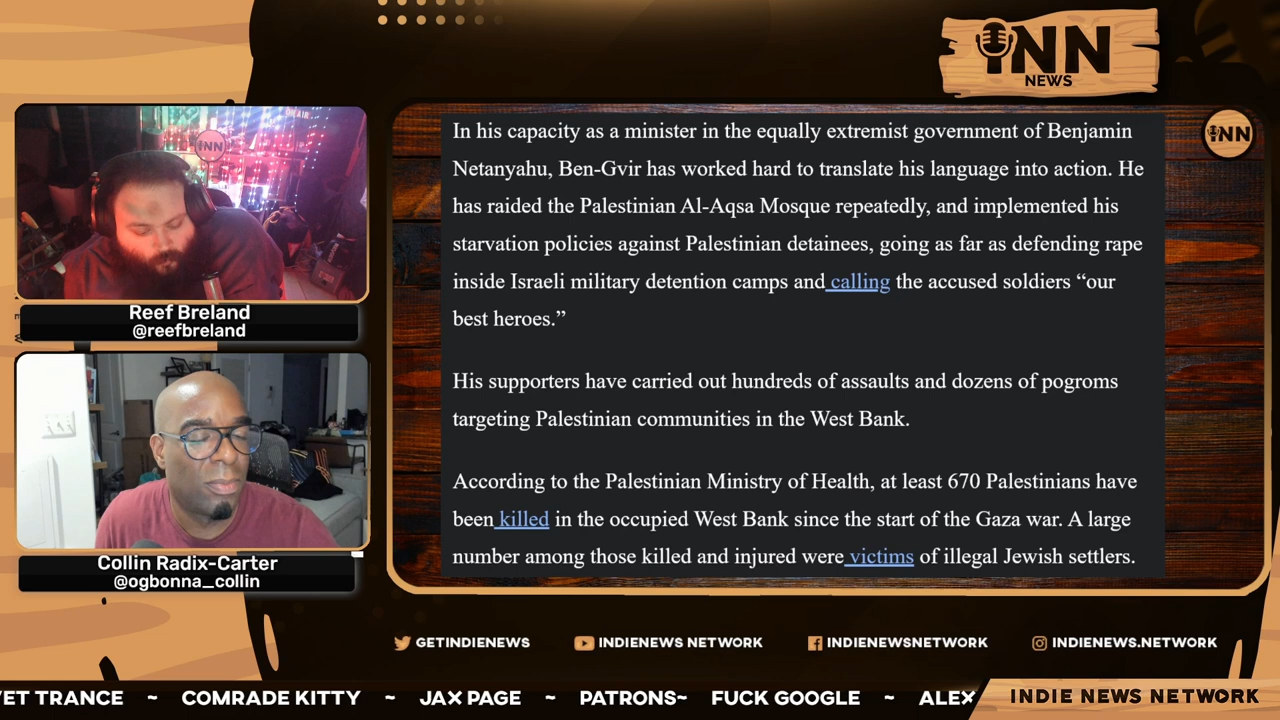 INN
NEWS
INN
In his capacity as a minister in the equally extremist government of Benjamin
Netanyahu, Ben-Gvir has worked hard to translate his language into action. He
has raided the Palestinian Al-Aqsa Mosque repeatedly, and implemented his
starvation policies against Palestinian detainees, going as far as defending rape
inside Israeli military detention camps and calling the accused soldiers “our
best heroes.”
His supporters have carried out hundreds of assaults and dozens of pogroms
targeting Palestinian communities in the West Bank.
According to the Palestinian Ministry of Health, at least 670 Palestinians have
been killed in the occupied West Bank since the start of the Gaza war. A large
number among those killed and injured were victims of illegal Jewish settlers.
INN
Reef Breland
@reefbreland
Collin Radix-Carter
@ogbonna_collin
GETINDIENEWS
INDIENEWS NETWORK
INDIENEWSNETWORK
INDIENEWS.NETWORK
VET TRANCE ~ COMRADE KITTY ~ JAX PAGE ~ PATRONS~ FUCK GOOGLE ~ ALEX
INDIE NEWS NETWORK